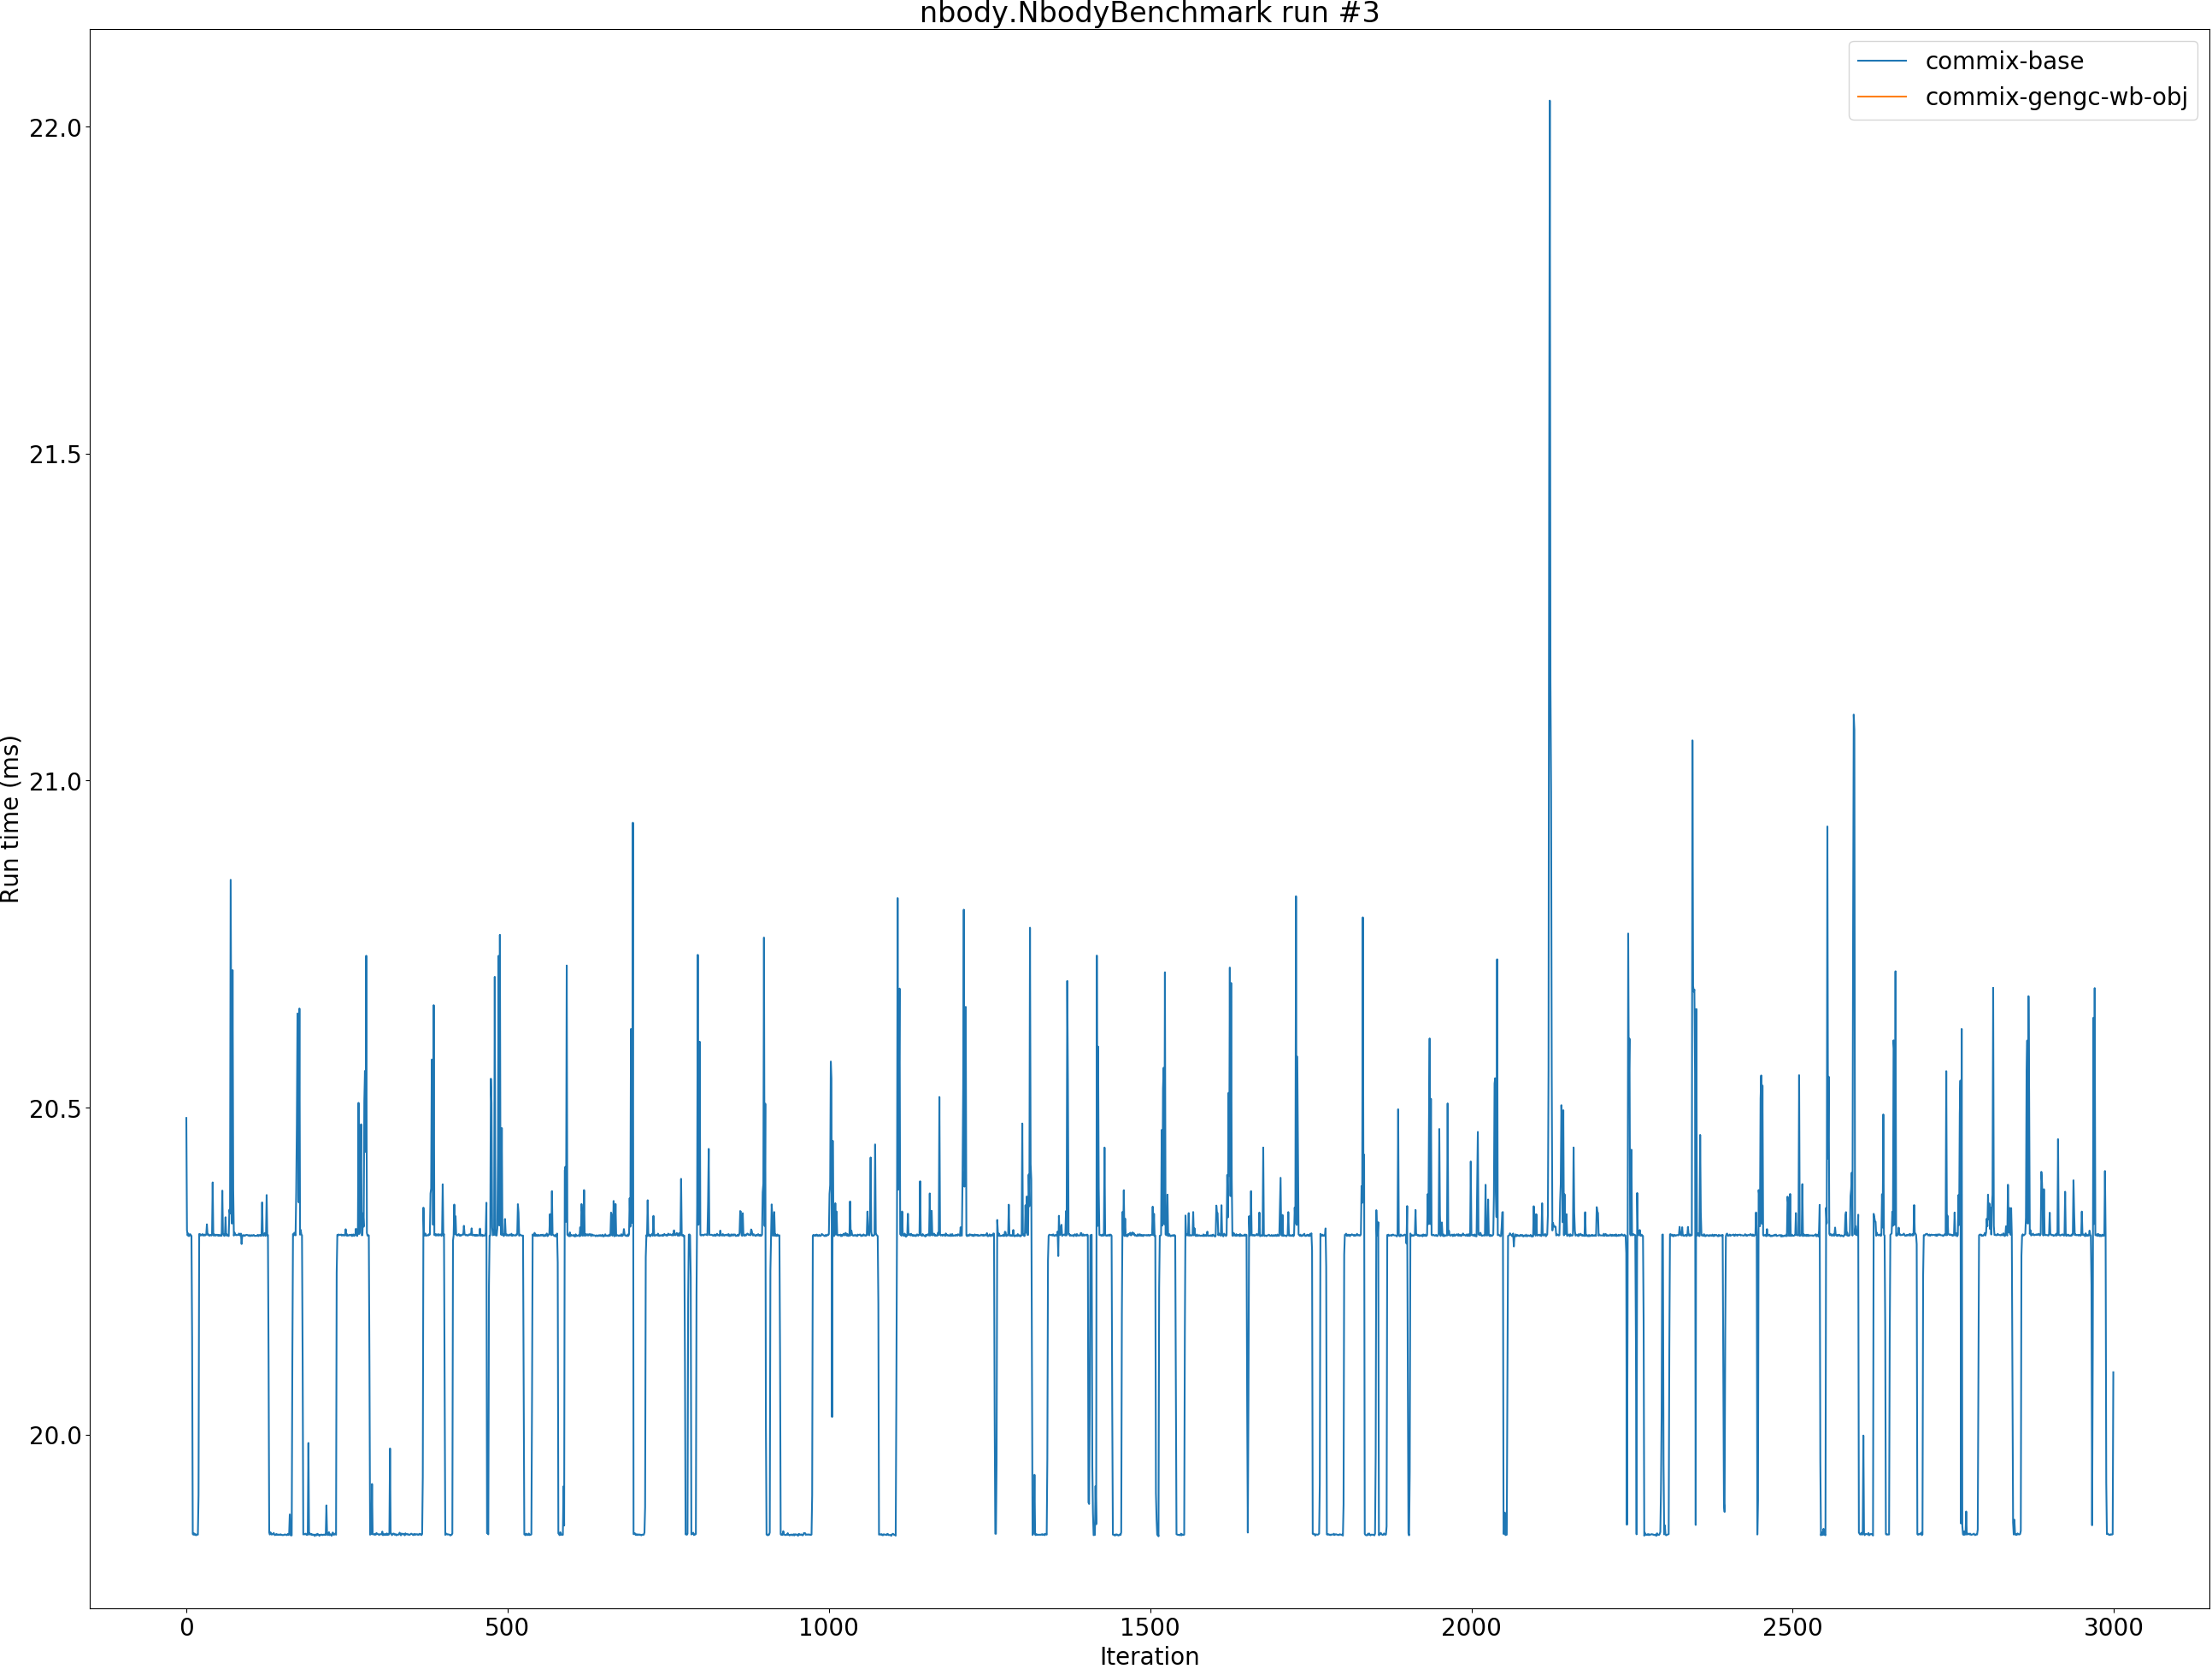 nbody.NbodyBenchmark run #3
commix-base
commix-gengc-wb-obj
Run time (ms)
22.0
21.5
21.0
20.5
20.0
0
500
1000
1500
2000
2500
3000
Iteration